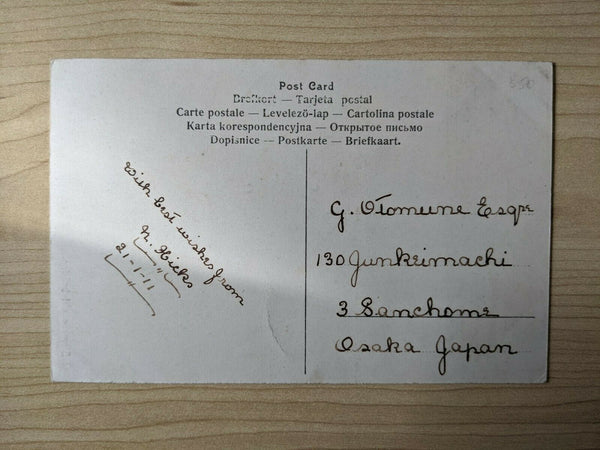 Post Card
Brefkort — Tarjeta postal
Carte postale — Levelező-lap — Cartolina postale
Karta korespondencyjna — Открытое письмо
Dopisnice — Postkarte — Briefkaart.
With best wishes from
N. Hicks
21-1-11
G. Otomune Esqre
130 Junkeimachi
3 Sanchome
Osaka Japan